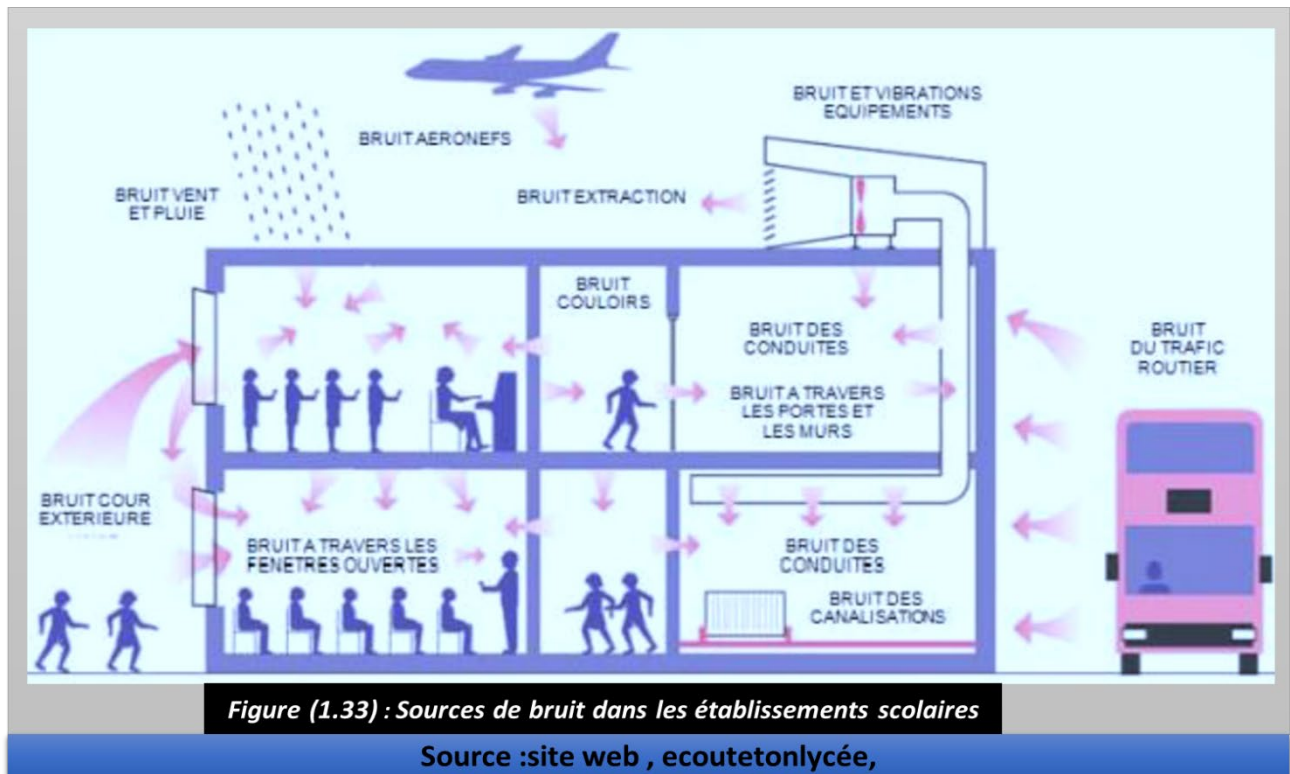 BRUIT AERONEFS
BRUIT ET VIBRATIONS
EQUIPEMENTS
BRUIT VENT
ET PLUIE
BRUIT EXTRACTION
BRUIT
COULOIRS
BRUIT DES
CONDUITES
BRUIT
DU TRAFIC
ROUTIER
BRUIT A TRAVERS
LES PORTES ET
LES MURS
BRUIT COUR
EXTERIEURE
BRUIT A TRAVERS LES
FENETRES OUVERTES
BRUIT DES
CONDUITES
BRUIT DES
CANALISATIONS
Figure (1.33) : Sources de bruit dans les établissements scolaires
Source :site web , ecoutetonlycée,